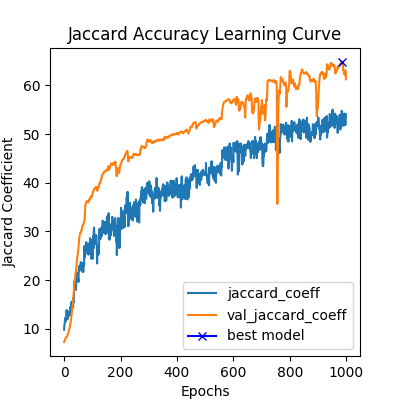 Jaccard Accuracy Learning Curve
Jaccard Coefficient
60
50
40
30
20
10
0
200
400
600
800
1000
Epochs
jaccard_coeff
val_jaccard_coeff
best model